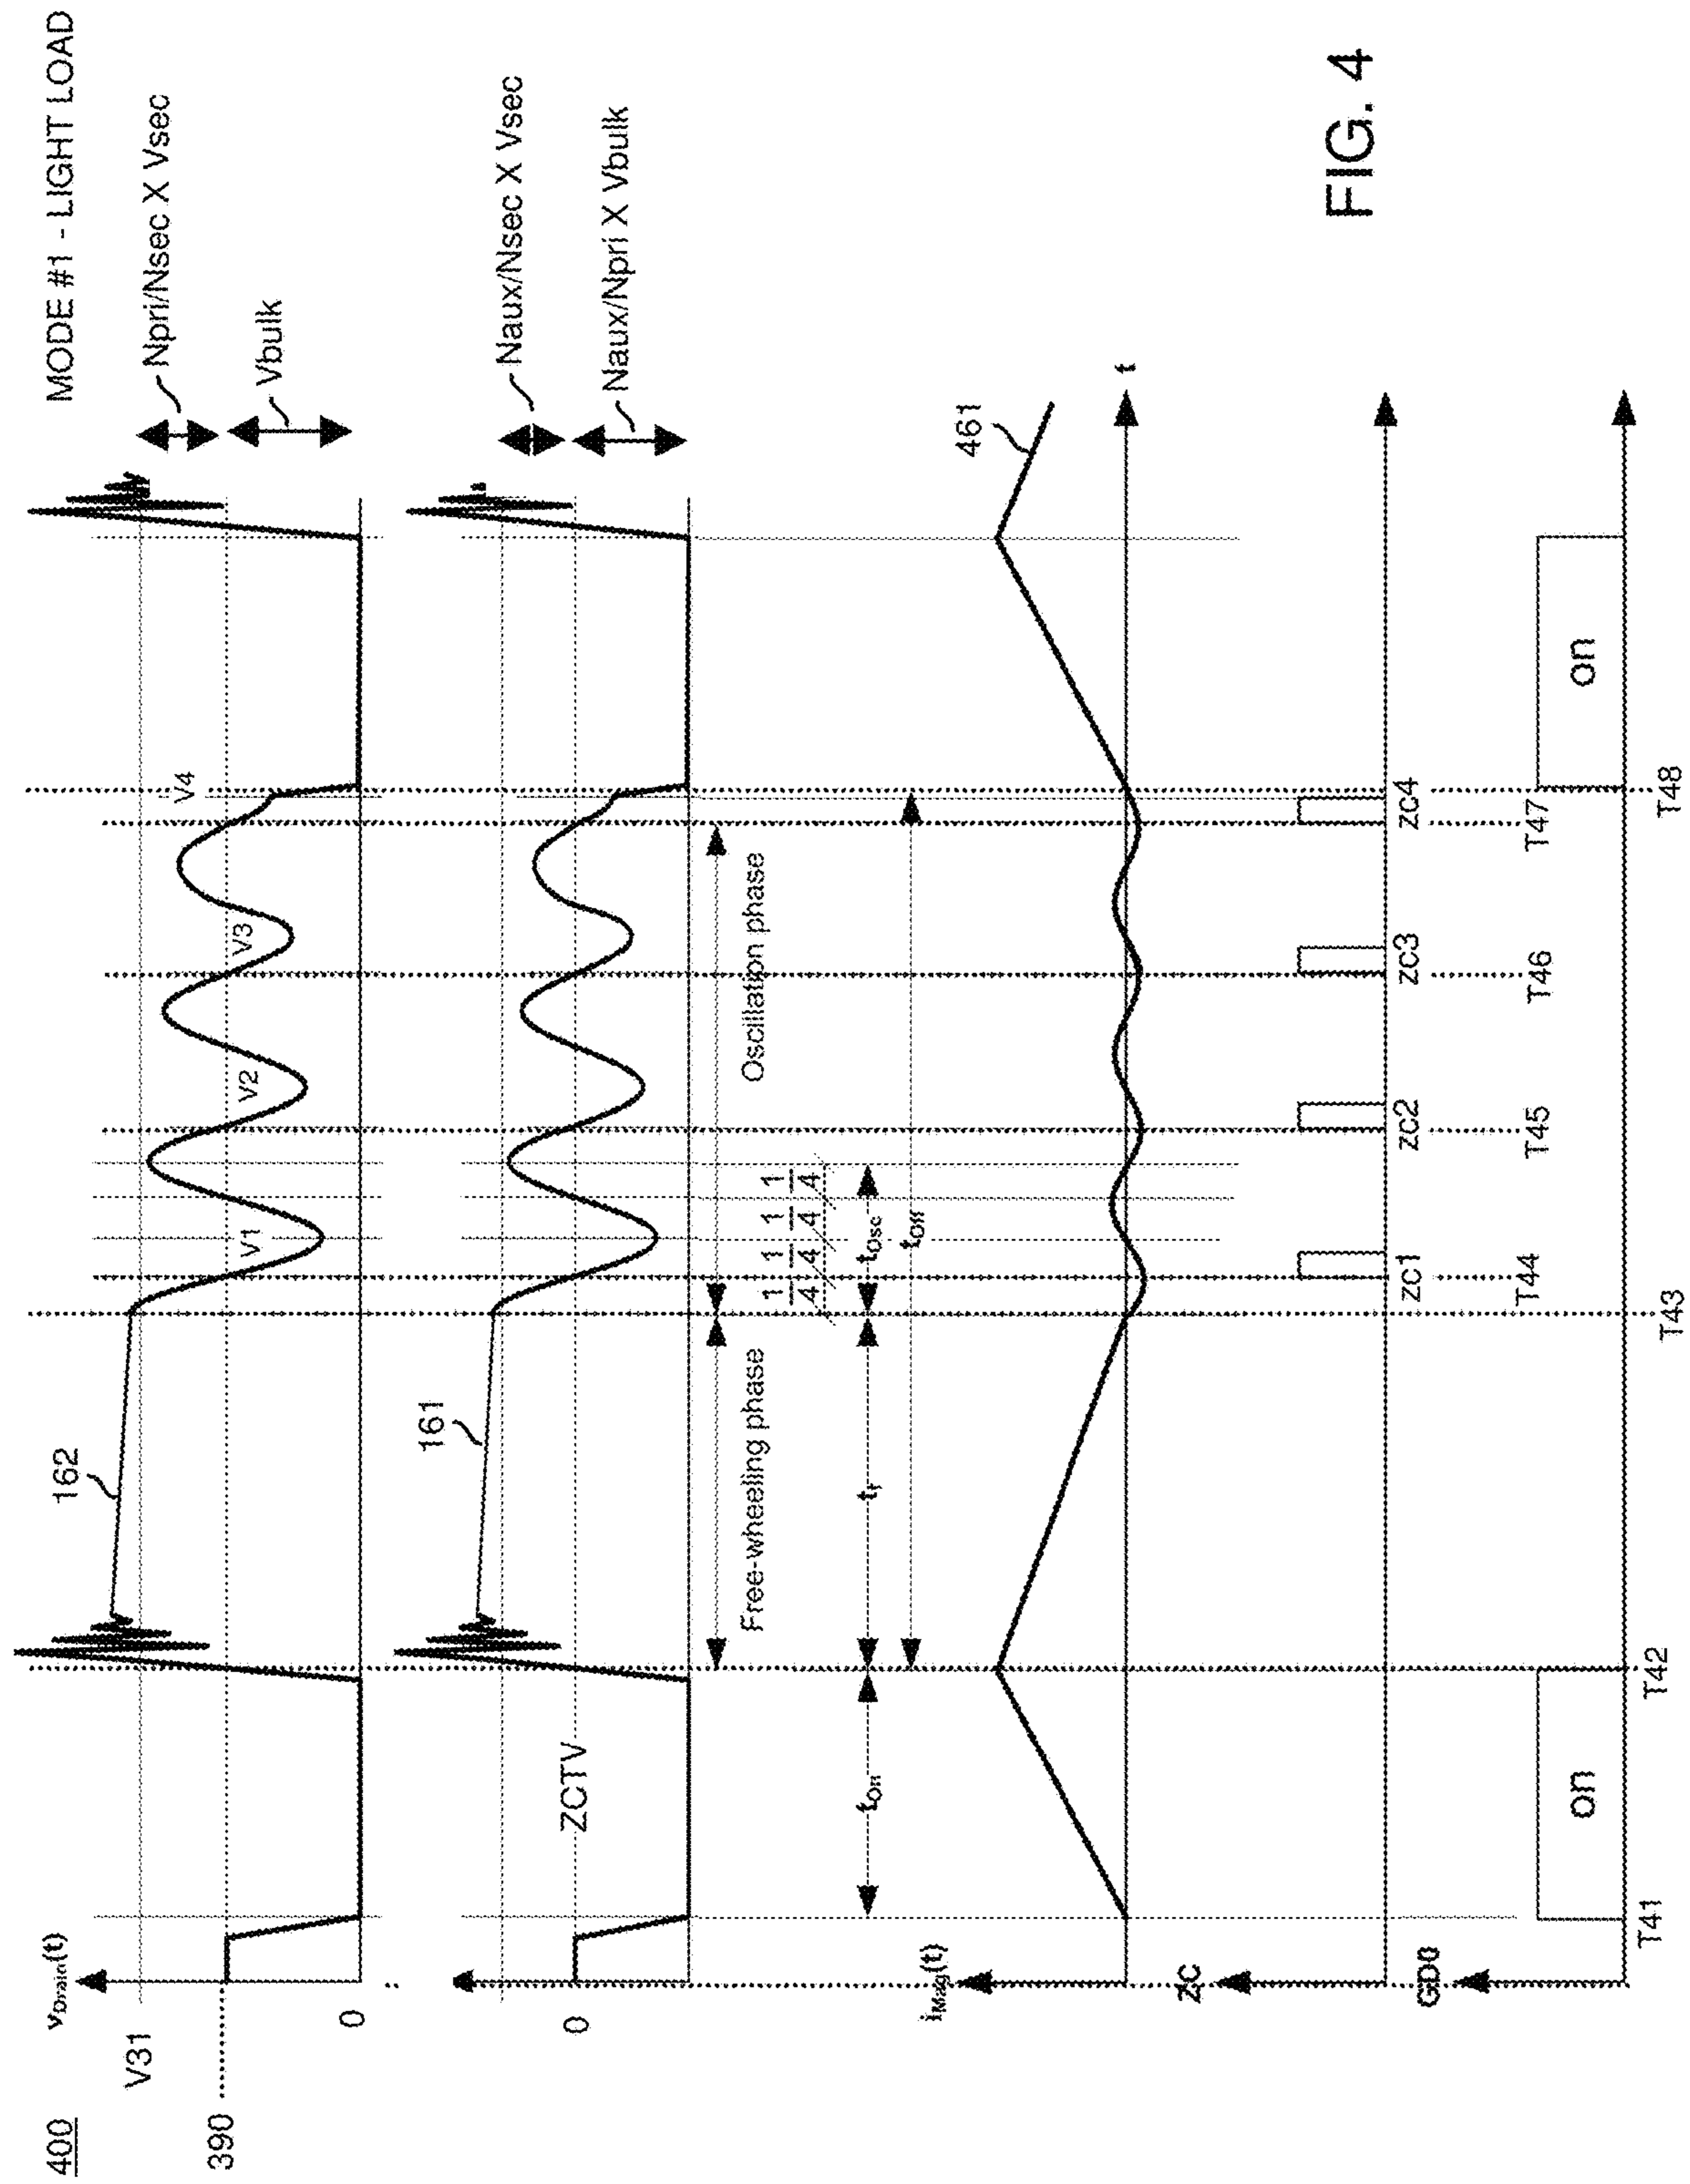 400
MODE #1 - LIGHT LOAD
vDrain(t)
V31
390
0
162
V1
V2
V3
V4
Npri/Nsec X Vsec
Vbulk
0
ZCTV
161
Naux/Nsec X Vsec
Naux/Npri X Vbulk
Free-wheeling phase
Oscillation phase
1/4 1/4 1/4 1/4
tOn
tf
tOsc
tOff
iMag(t)
461
t
ZC
ZC1
ZC2
ZC3
ZC4
GD0
on
on
T41
T42
T43
T44
T45
T46
T47
T48
FIG. 4